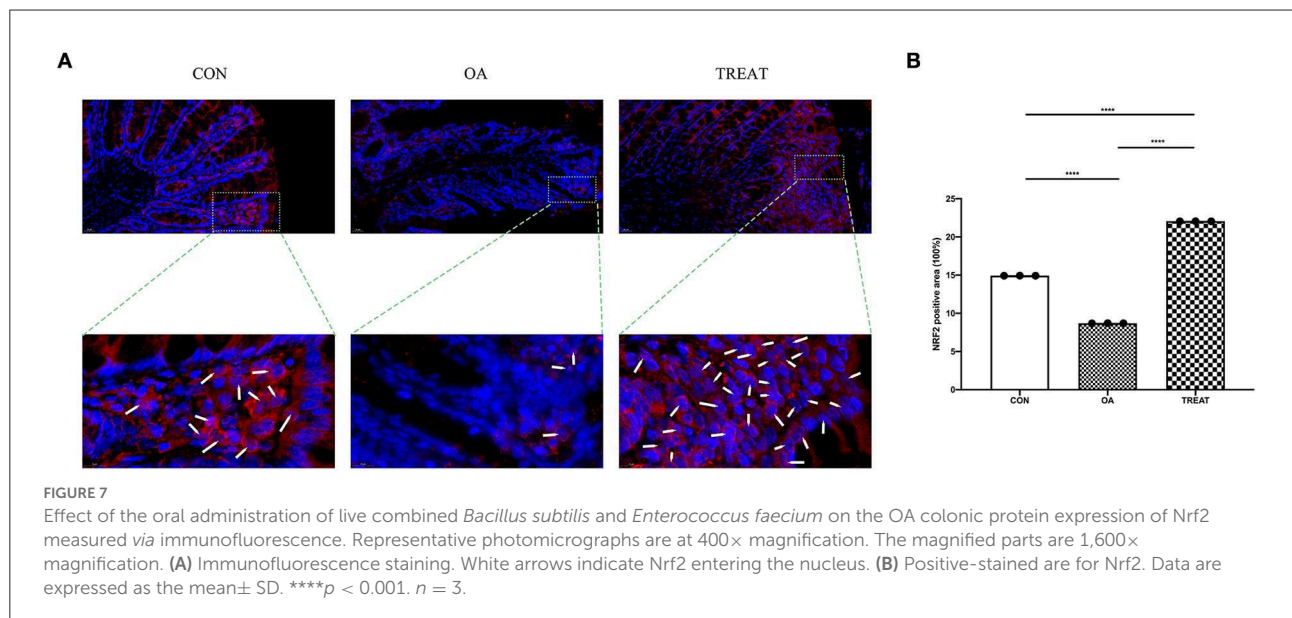 A
CON
OA
TREAT
B
****
****
****
NRF2 positive area (100%)
25
20
15
10
5
0
CON
OA
TREAT
FIGURE 7
Effect of the oral administration of live combined Bacillus subtilis and Enterococcus faecium on the OA colonic protein expression of Nrf2
measured via immunofluorescence. Representative photomicrographs are at 400× magnification. The magnified parts are 1,600×
magnification. (A) Immunofluorescence staining. White arrows indicate Nrf2 entering the nucleus. (B) Positive-stained are for Nrf2. Data are
expressed as the mean± SD. ****p < 0.001. n = 3.